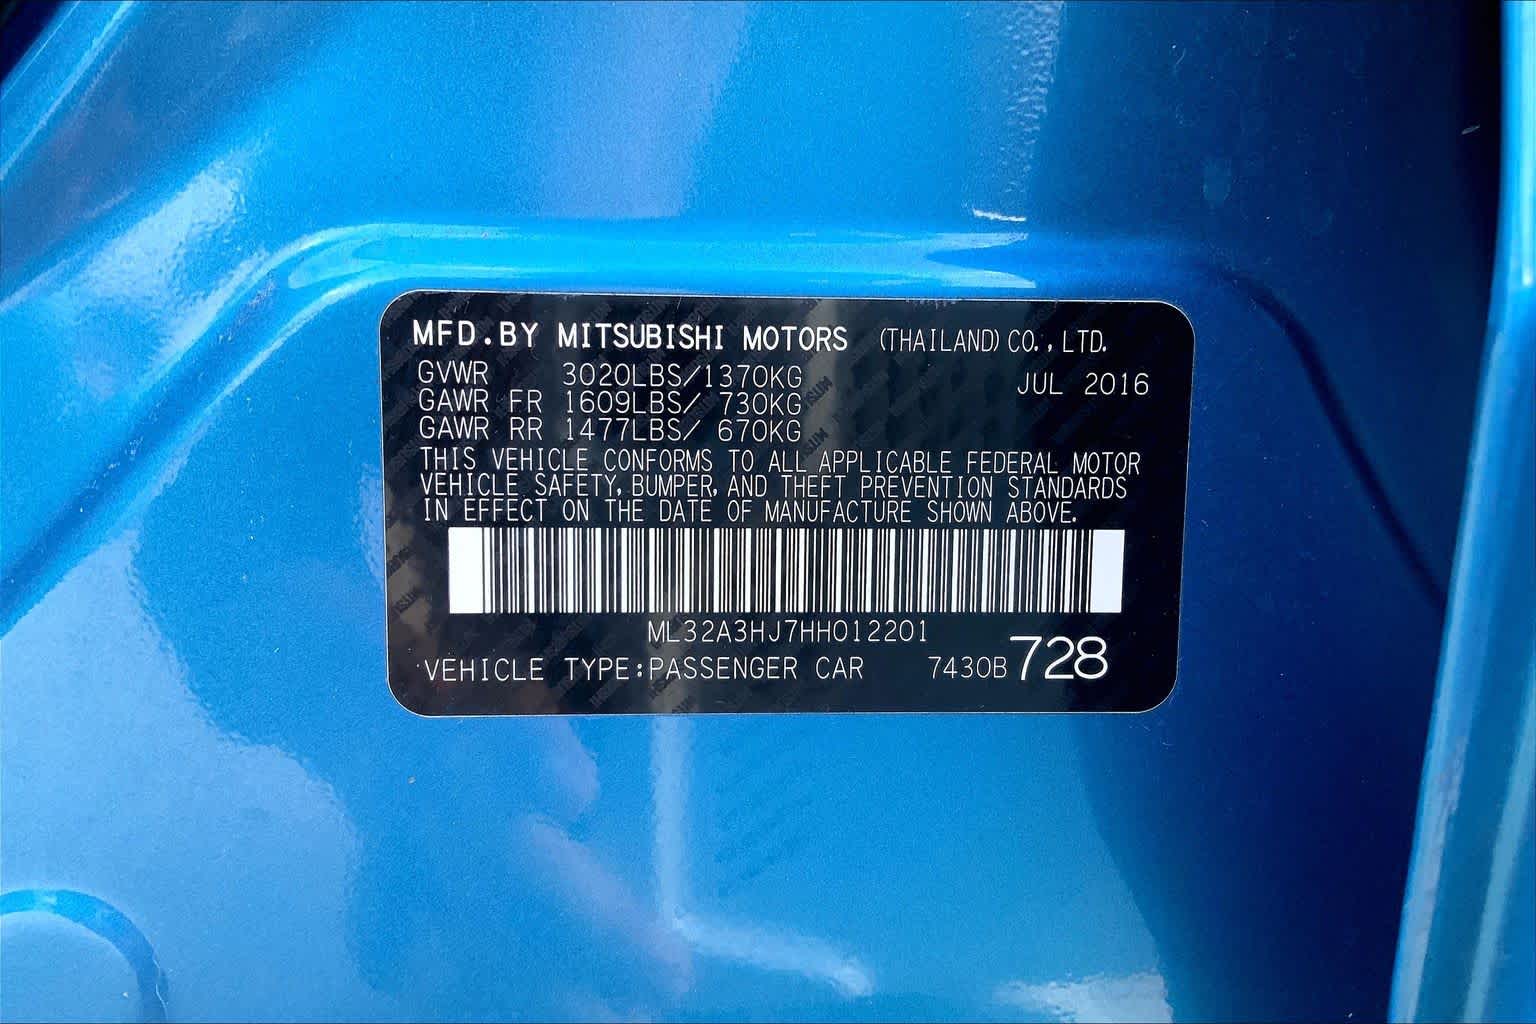 MFD.BY MITSUBISHI MOTORS (THAILAND) CO., LTD.
GVWR 3020LBS/1370KG JUL 2016
GAWR FR 1609LBS/ 730KG
GAWR RR 1477LBS/ 670KG
THIS VEHICLE CONFORMS TO ALL APPLICABLE FEDERAL MOTOR
VEHICLE SAFETY, BUMPER, AND THEFT PREVENTION STANDARDS
IN EFFECT ON THE DATE OF MANUFACTURE SHOWN ABOVE.
ML32A3HJ7HH012201
VEHICLE TYPE:PASSENGER CAR 7430B 728